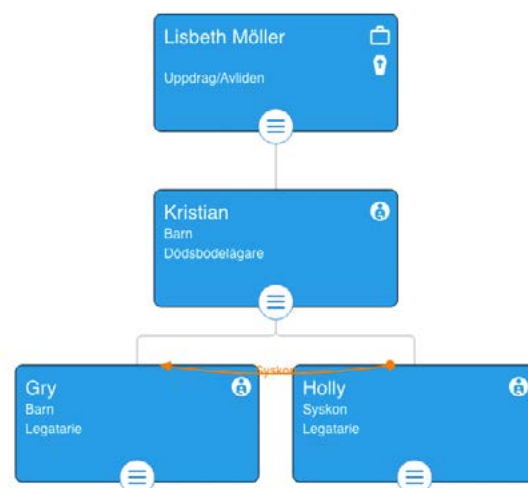 Lisbeth Möller
Uppdrag/Avliden
Kristian
Barn
Dödsbodelägare
Syskon
Gry
Barn
Legatarie
Holly
Syskon
Legatarie